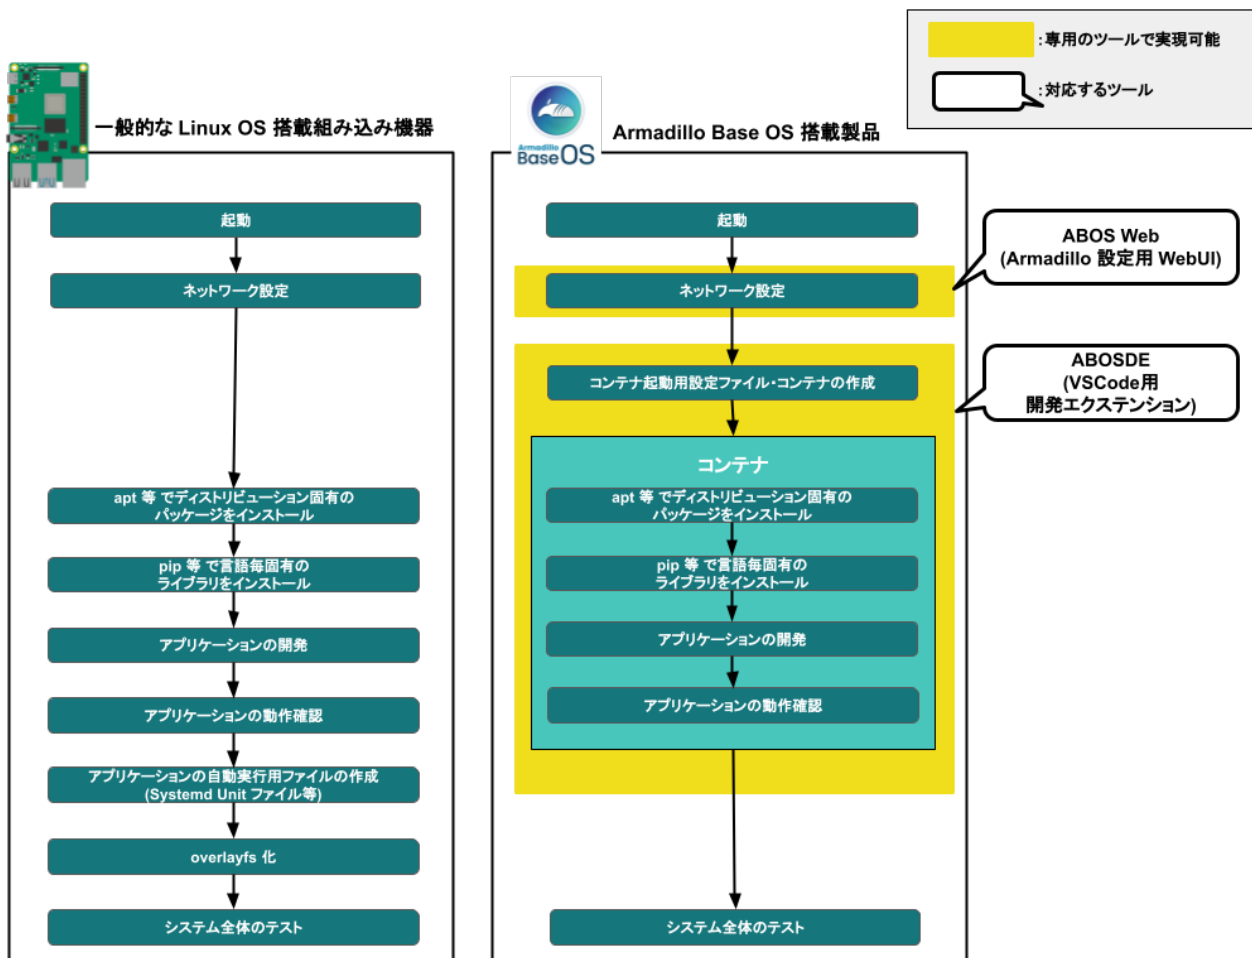 :専用のツールで実現可能
:対応するツール
一般的な Linux OS 搭載組み込み機器
起動
ネットワーク設定
apt 等 でディストリビューション固有の
パッケージをインストール
pip 等 で言語毎固有の
ライブラリをインストール
アプリケーションの開発
アプリケーションの動作確認
アプリケーションの自動実行用ファイルの作成
(Systemd Unit ファイル等)
overlayfs 化
システム全体のテスト
Armadillo
Base OS
Armadillo Base OS 搭載製品
起動
ネットワーク設定
コンテナ起動用設定ファイル・コンテナの作成
コンテナ
apt 等 でディストリビューション固有の
パッケージをインストール
pip 等 で言語毎固有の
ライブラリをインストール
アプリケーションの開発
アプリケーションの動作確認
システム全体のテスト
ABOS Web
(Armadillo 設定用 WebUI)
ABOSDE
(VSCode用
開発エクステンション)